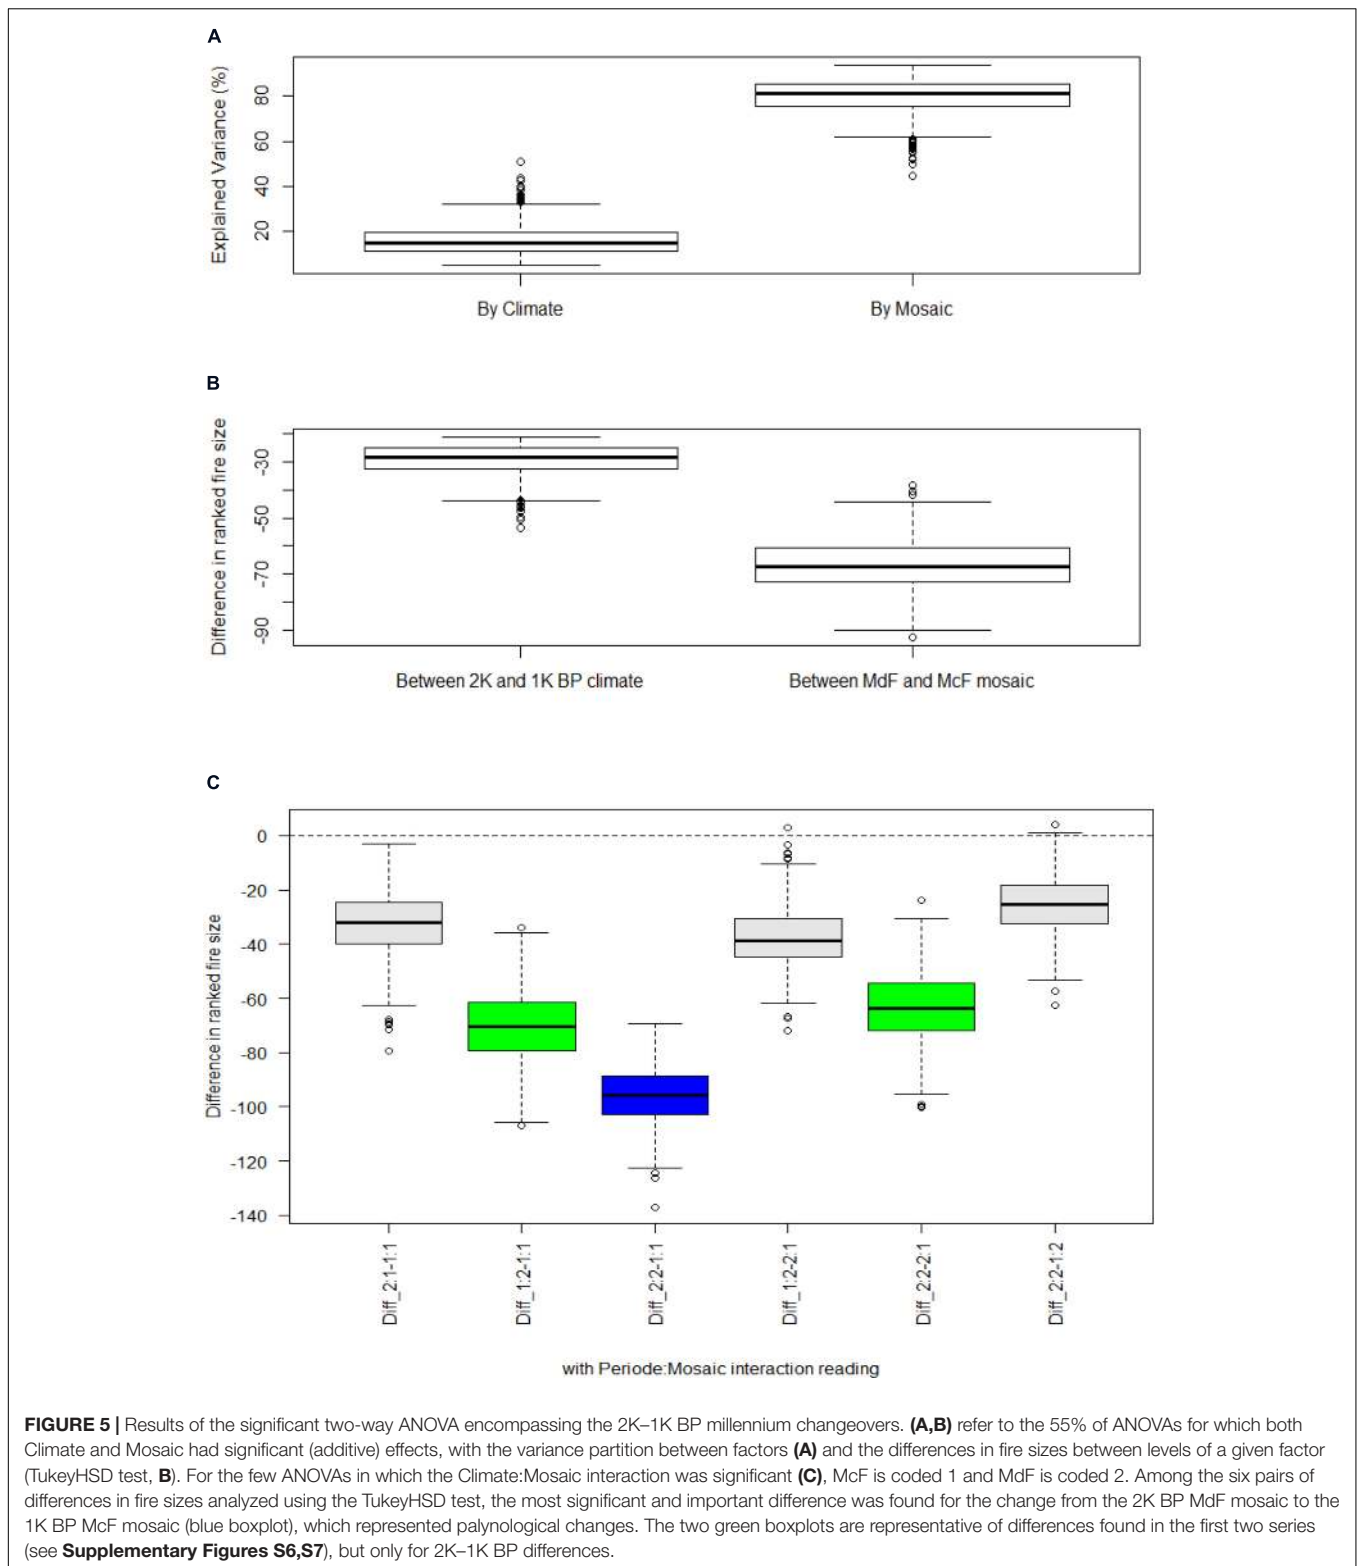 A
Explained Variance (%)
80
60
40
20
By Climate
By Mosaic
B
Difference in ranked fire size
-30
-50
-70
-90
Between 2K and 1K BP climate
Between MdF and McF mosaic
C
Difference in ranked fire size
0
-20
-40
-60
-80
-100
-120
-140
Diff_2:1-1:1
Diff_1:2-1:1
Diff_2:2-1:1
Diff_1:2-2:1
Diff_2:2-2:1
Diff_2:2-1:2
with Periode:Mosaic interaction reading
FIGURE 5 | Results of the significant two-way ANOVA encompassing the 2K–1K BP millennium changeovers. (A,B) refer to the 55% of ANOVAs for which both
Climate and Mosaic had significant (additive) effects, with the variance partition between factors (A) and the differences in fire sizes between levels of a given factor
(TukeyHSD test, B). For the few ANOVAs in which the Climate:Mosaic interaction was significant (C), McF is coded 1 and MdF is coded 2. Among the six pairs of
differences in fire sizes analyzed using the TukeyHSD test, the most significant and important difference was found for the change from the 2K BP MdF mosaic to the
1K BP McF mosaic (blue boxplot), which represented palynological changes. The two green boxplots are representative of differences found in the first two series
(see Supplementary Figures S6,S7), but only for 2K–1K BP differences.